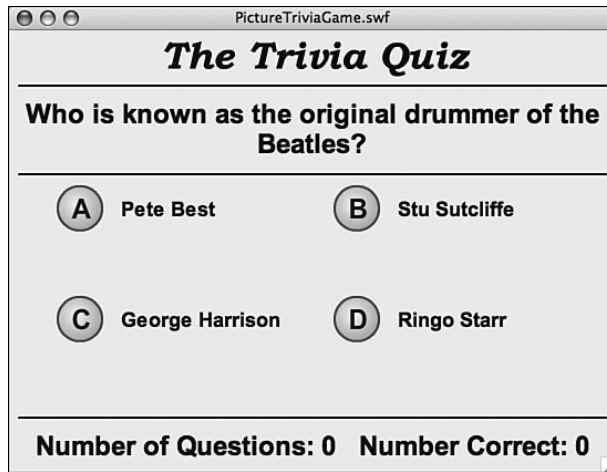 PictureTriviaGame.swf
The Trivia Quiz
Who is known as the original drummer of the
Beatles?
A Pete Best B Stu Sutcliffe
C George Harrison D Ringo Starr
Number of Questions: 0 Number Correct: 0